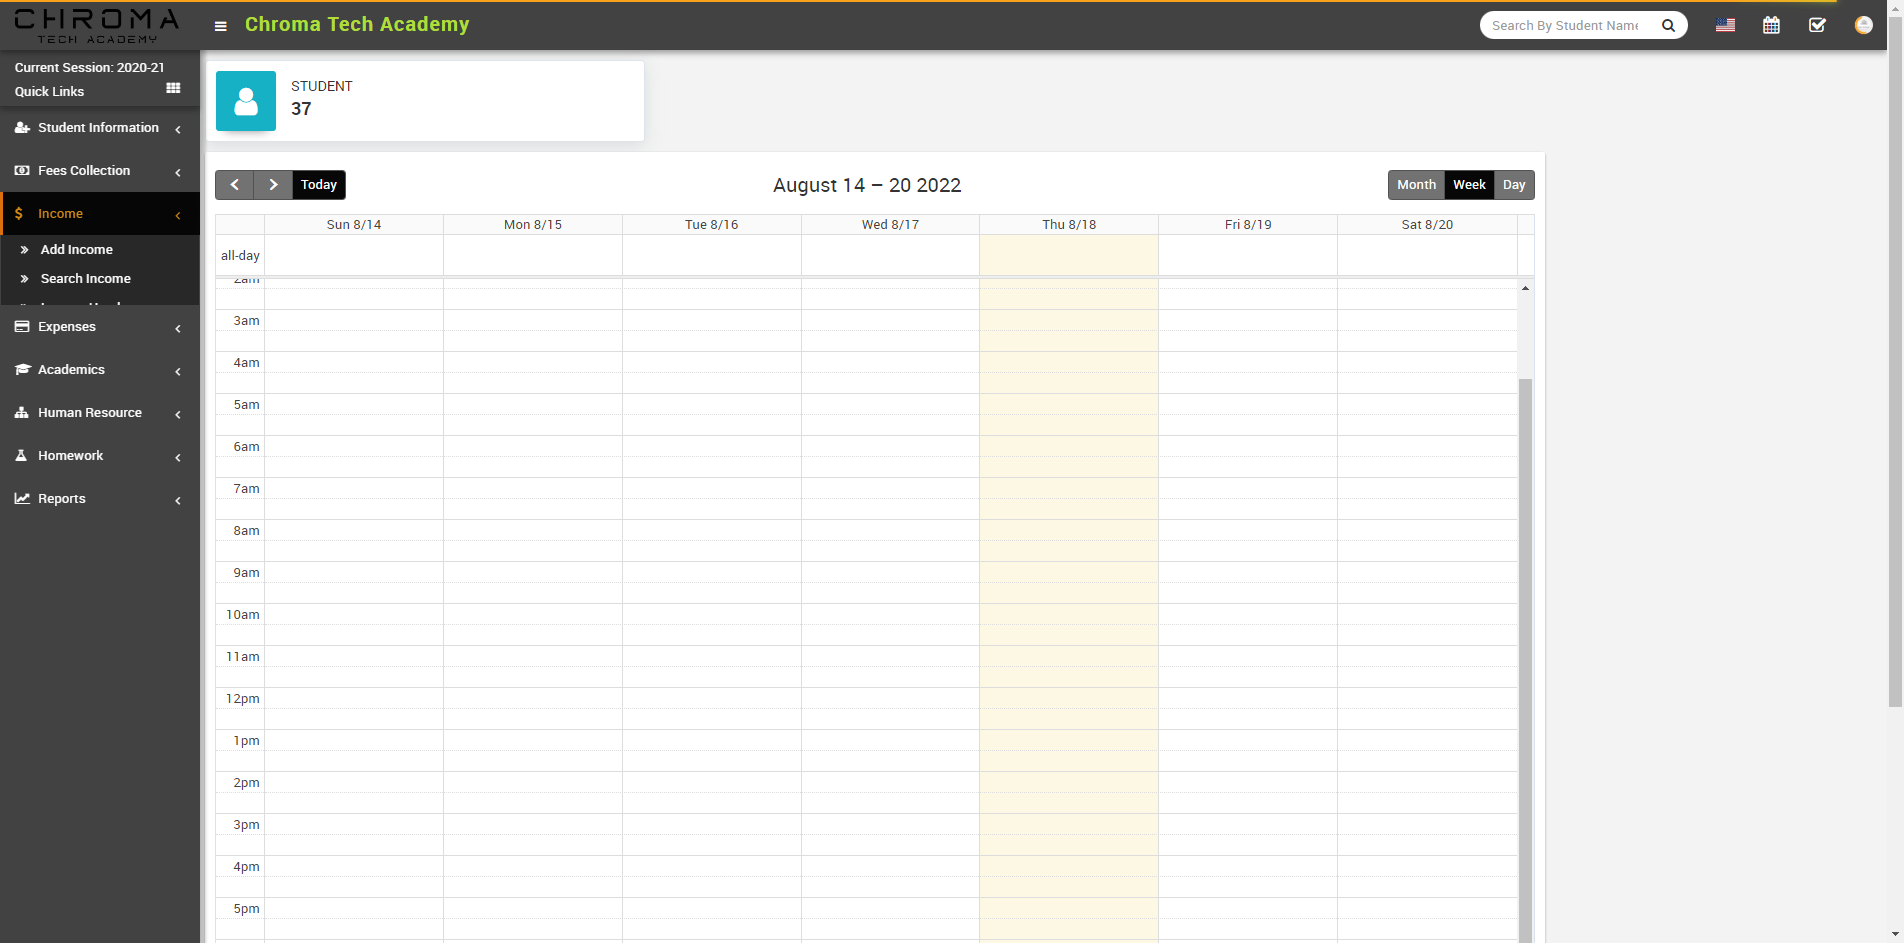 CHROMA
TECH ACADEMY
Chroma Tech Academy
Search By Student Name
Current Session: 2020-21
Quick Links
Student Information
Fees Collection
Income
Add Income
Search Income
Expenses
Academics
Human Resource
Homework
Reports
STUDENT
37
Today
August 14 – 20 2022
Month Week Day
Sun 8/14 Mon 8/15 Tue 8/16 Wed 8/17 Thu 8/18 Fri 8/19 Sat 8/20
all-day
2am
3am
4am
5am
6am
7am
8am
9am
10am
11am
12pm
1pm
2pm
3pm
4pm
5pm